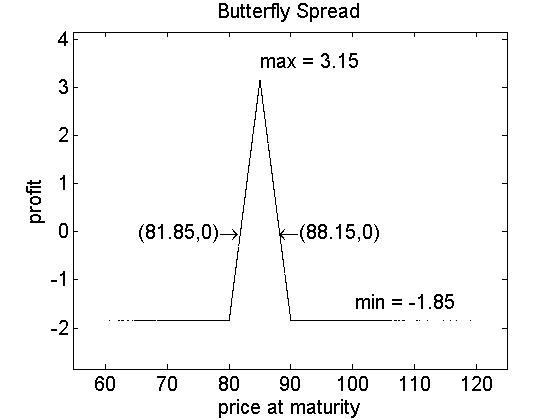 Butterfly Spread
4
max = 3.15
3
2
1
profit
(81.85,0)→
0
←(88.15,0)
-1
min = -1.85
-2
60 70 80 90 100 110 120
price at maturity